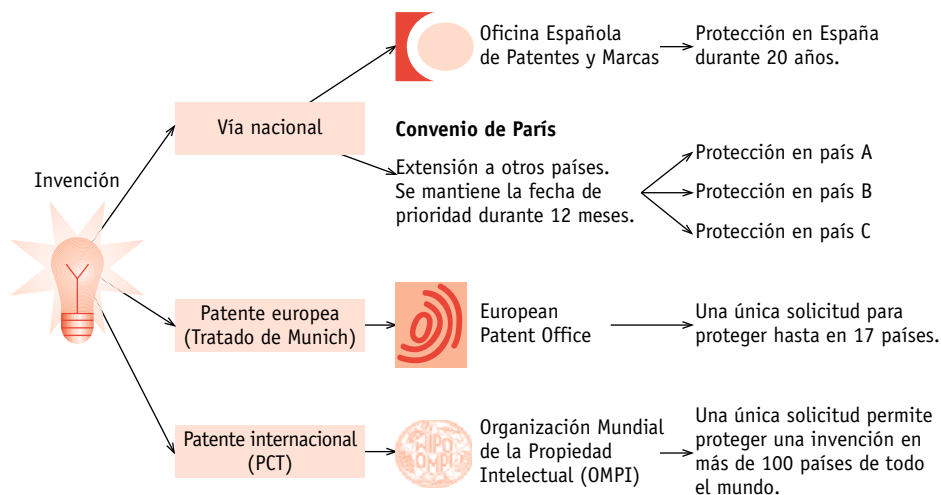 Invención
Vía nacional
Oficina Española
de Patentes y Marcas
Protección en España
durante 20 años.
Convenio de París
Extensión a otros países.
Se mantiene la fecha de
prioridad durante 12 meses.
Protección en país A
Protección en país B
Protección en país C
Patente europea
(Tratado de Munich)
European
Patent Office
Una única solicitud para
proteger hasta en 17 países.
Patente internacional
(PCT)
WIPO
OMPI
Organización Mundial
de la Propiedad
Intelectual (OMPI)
Una única solicitud permite
proteger una invención en
más de 100 países de todo
el mundo.